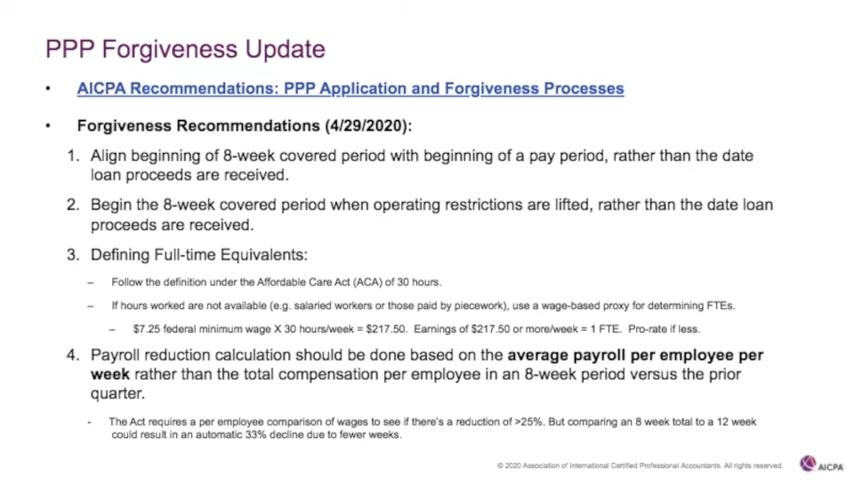 PPP Forgiveness Update
• AICPA Recommendations: PPP Application and Forgiveness Processes
• Forgiveness Recommendations (4/29/2020):
1. Align beginning of 8-week covered period with beginning of a pay period, rather than the date
loan proceeds are received.
2. Begin the 8-week covered period when operating restrictions are lifted, rather than the date loan
proceeds are received.
3. Defining Full-time Equivalents:
– Follow the definition under the Affordable Care Act (ACA) of 30 hours.
– If hours worked are not available (e.g. salaried workers or those paid by piecework), use a wage-based proxy for determining FTEs.
– $7.25 federal minimum wage X 30 hours/week = $217.50. Earnings of $217.50 or more/week = 1 FTE. Pro-rate if less.
4. Payroll reduction calculation should be done based on the average payroll per employee per
week rather than the total compensation per employee in an 8-week period versus the prior
quarter.
- The Act requires a per employee comparison of wages to see if there's a reduction of >25%. But comparing an 8 week total to a 12 week
could result in an automatic 33% decline due to fewer weeks.
© 2020 Association of International Certified Professional Accountants. All rights reserved.
AICPA